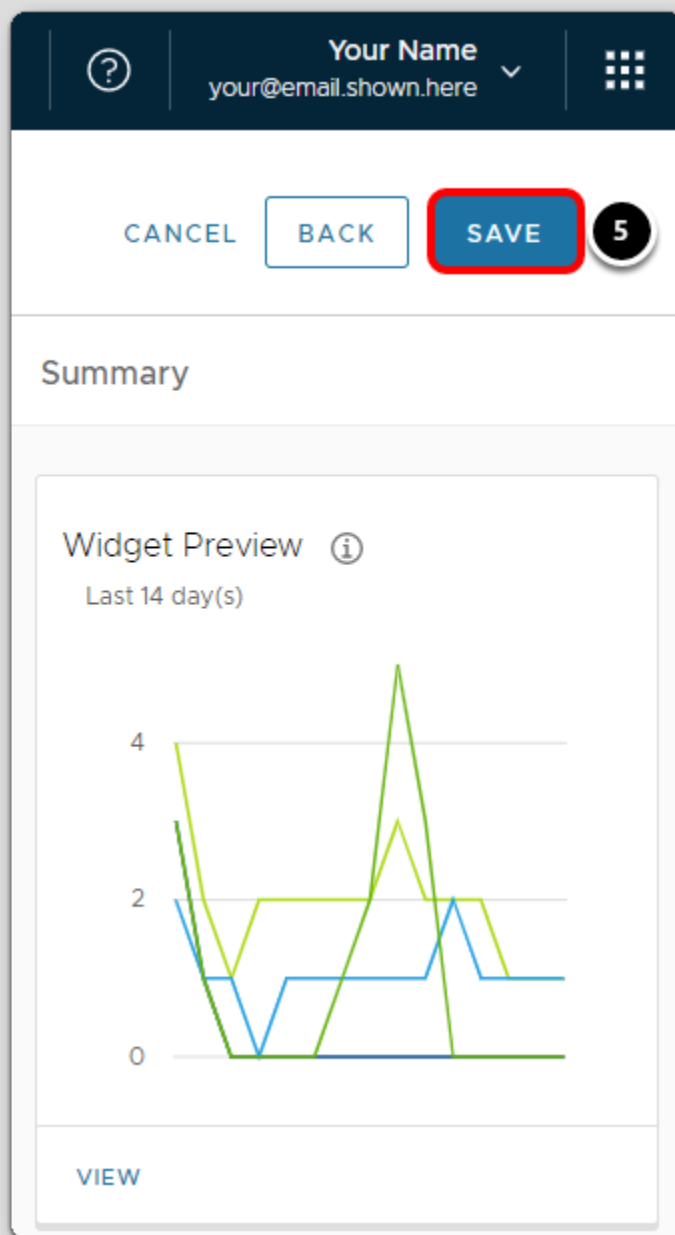 Your Name
your@email.shown.here
CANCEL BACK SAVE 5
Summary
Widget Preview
Last 14 day(s)
4
2
0
VIEW